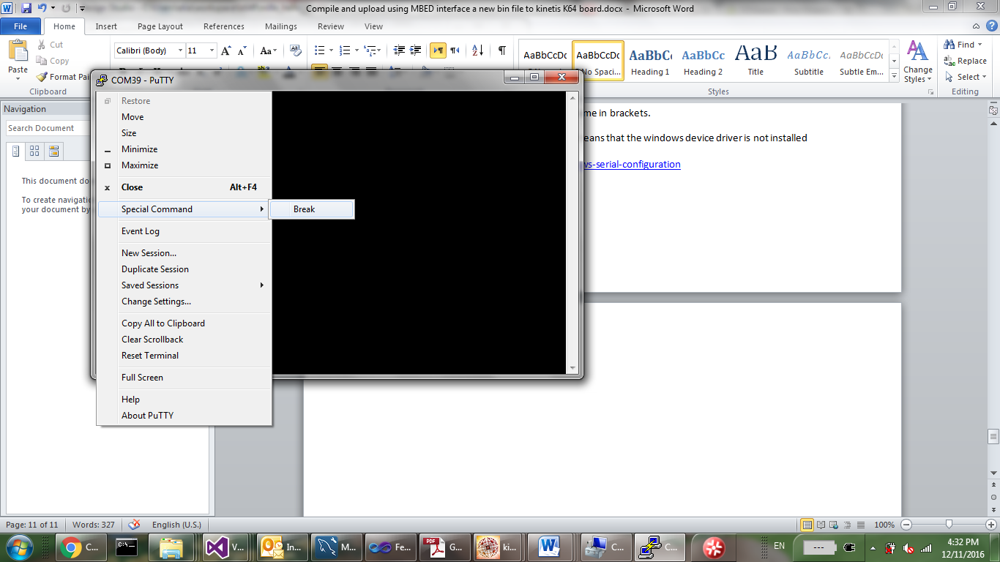 Compile and upload using MBED interface a new bin file to kinetis K64 board.docx - Microsoft Word
File Home Insert Page Layout References Mailings Review View
Paste
Cut
Copy
Format Pai
Clipboard
Calibri (Body) 11
AaBbCcDc AaBbCcDc AaBbCc AaBbCc AaB AaBbCc. AaBbCcDc
No Spaci... Heading 1 Heading 2 Title Subtitle Subtle Em...
Styles
Change
Styles
Find
Replace
Select
Editing
Navigation
Search Document
This document do
To create navigatio
your document by
COM39 - PuTTY
Restore
Move
Size
Minimize
Maximize
Close Alt+F4
Special Command
Break
Event Log
New Session...
Duplicate Session
Saved Sessions
Change Settings...
Copy All to Clipboard
Clear Scrollback
Reset Terminal
Full Screen
Help
About PuTTY
me in brackets.
eans that the windows device driver is not installed
ws-serial-configuration
Page: 11 of 11 Words: 327 English (U.S.) 100%
C... V... In... M... Fe... G... ki... W... C... C...
EN
4:32 PM
12/11/2016